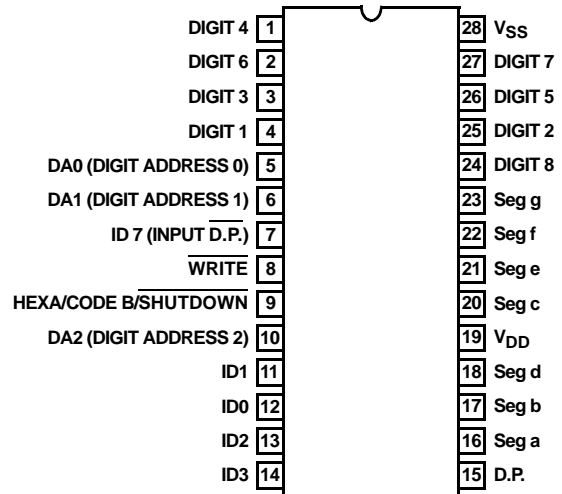 DIGIT 4 1 28 VSS
DIGIT 6 2 27 DIGIT 7
DIGIT 3 3 26 DIGIT 5
DIGIT 1 4 25 DIGIT 2
DA0 (DIGIT ADDRESS 0) 5 24 DIGIT 8
DA1 (DIGIT ADDRESS 1) 6 23 Seg g
ID 7 (INPUT D.P.) 7 22 Seg f
WRITE 8 21 Seg e
HEXA/CODE B/SHUTDOWN 9 20 Seg c
DA2 (DIGIT ADDRESS 2) 10 19 VDD
ID1 11 18 Seg d
ID0 12 17 Seg b
ID2 13 16 Seg a
ID3 14 15 D.P.